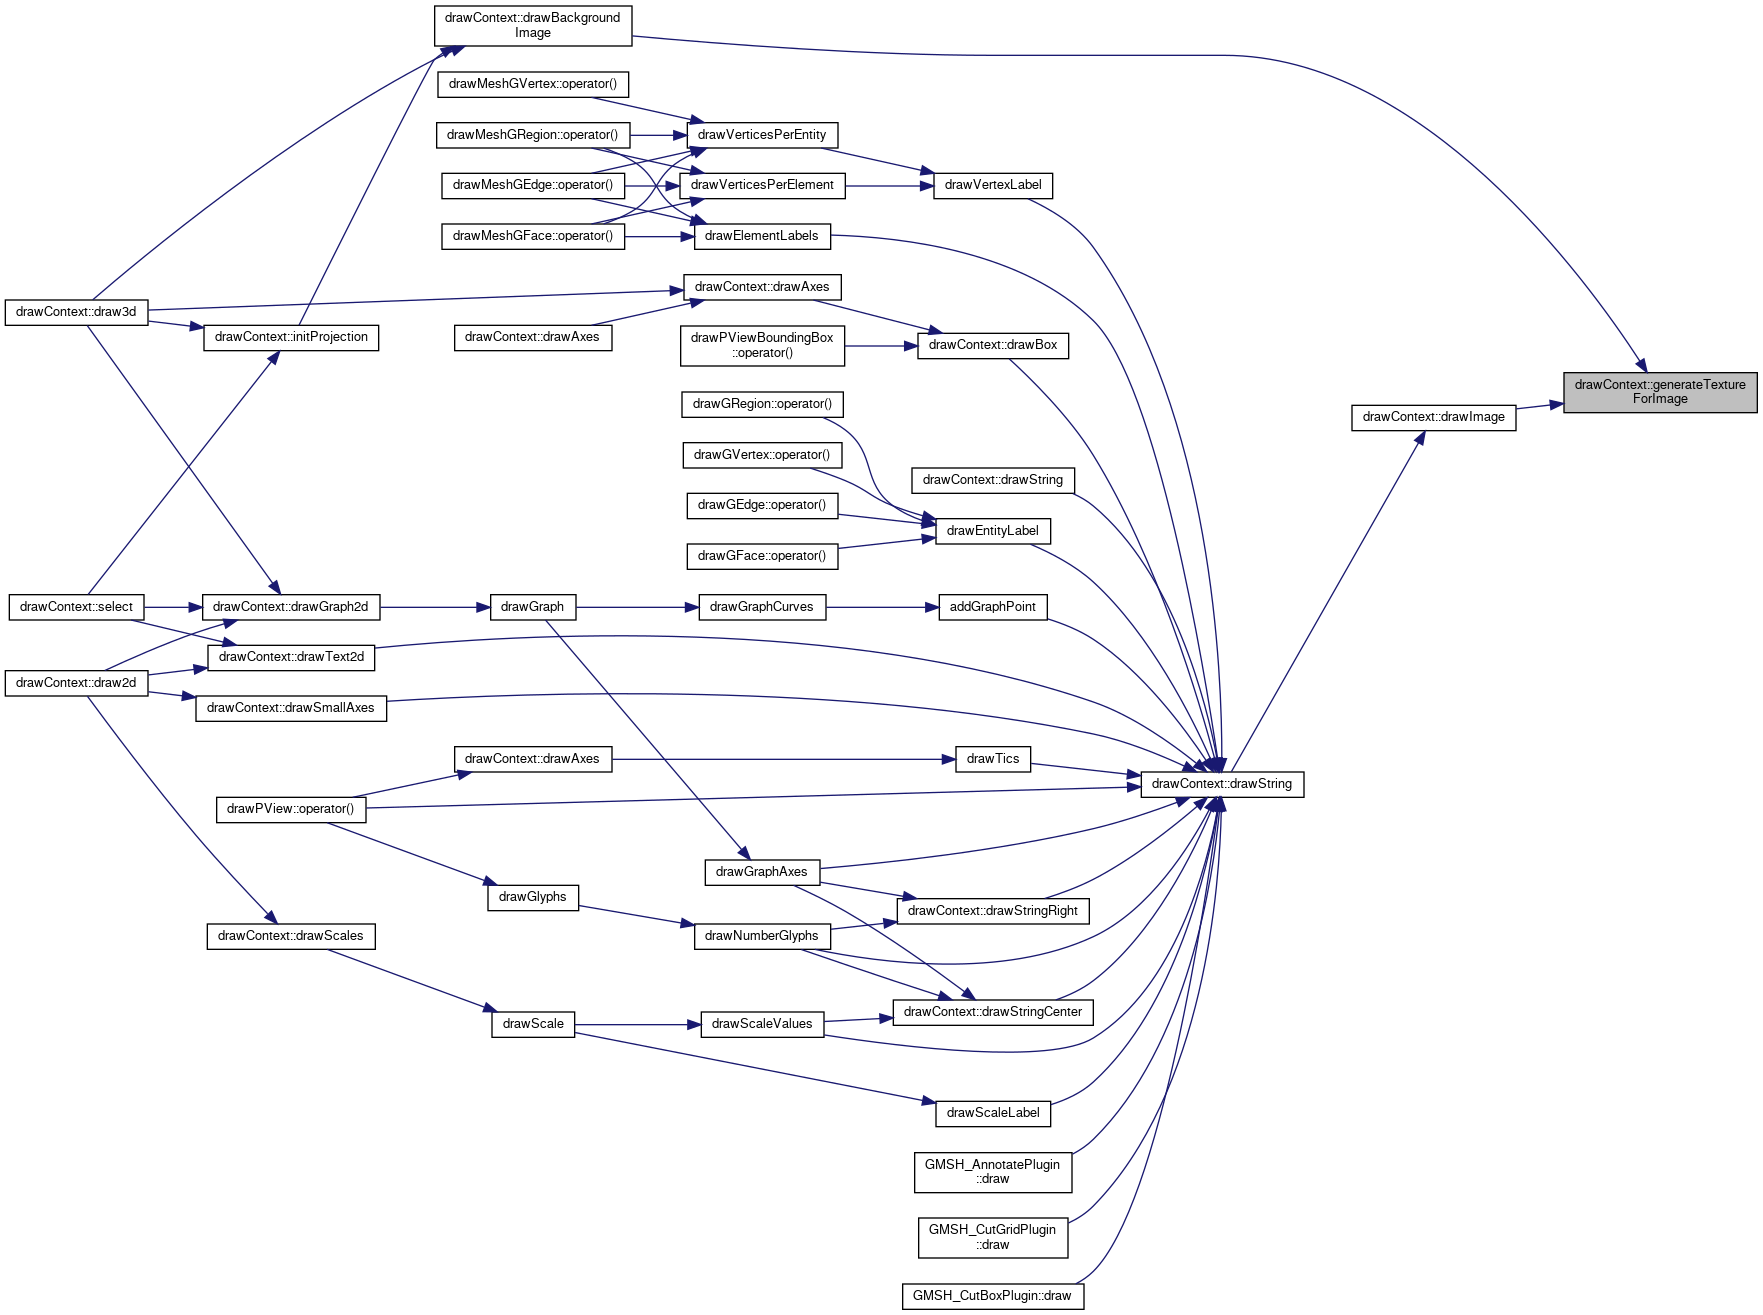 drawContext::drawBackground
Image
drawMeshGVertex::operator()
drawMeshGRegion::operator()
drawVerticesPerEntity
drawMeshGEdge::operator()
drawVerticesPerElement
drawVertexLabel
drawMeshGFace::operator()
drawElementLabels
drawContext::drawAxes
drawContext::draw3d
drawContext::initProjection
drawContext::drawAxes
drawPViewBoundingBox
::operator()
drawContext::drawBox
drawContext::generateTexture
ForImage
drawGRegion::operator()
drawContext::drawImage
drawGVertex::operator()
drawContext::drawString
drawGEdge::operator()
drawEntityLabel
drawGFace::operator()
drawContext::select
drawContext::drawGraph2d
drawGraph
drawGraphCurves
addGraphPoint
drawContext::drawText2d
drawContext::draw2d
drawContext::drawSmallAxes
drawContext::drawAxes
drawTics
drawContext::drawString
drawPView::operator()
drawGraphAxes
drawGlyphs
drawContext::drawStringRight
drawContext::drawScales
drawNumberGlyphs
drawContext::drawStringCenter
drawScale
drawScaleValues
drawScaleLabel
GMSH_AnnotatePlugin
::draw
GMSH_CutGridPlugin
::draw
GMSH_CutBoxPlugin::draw